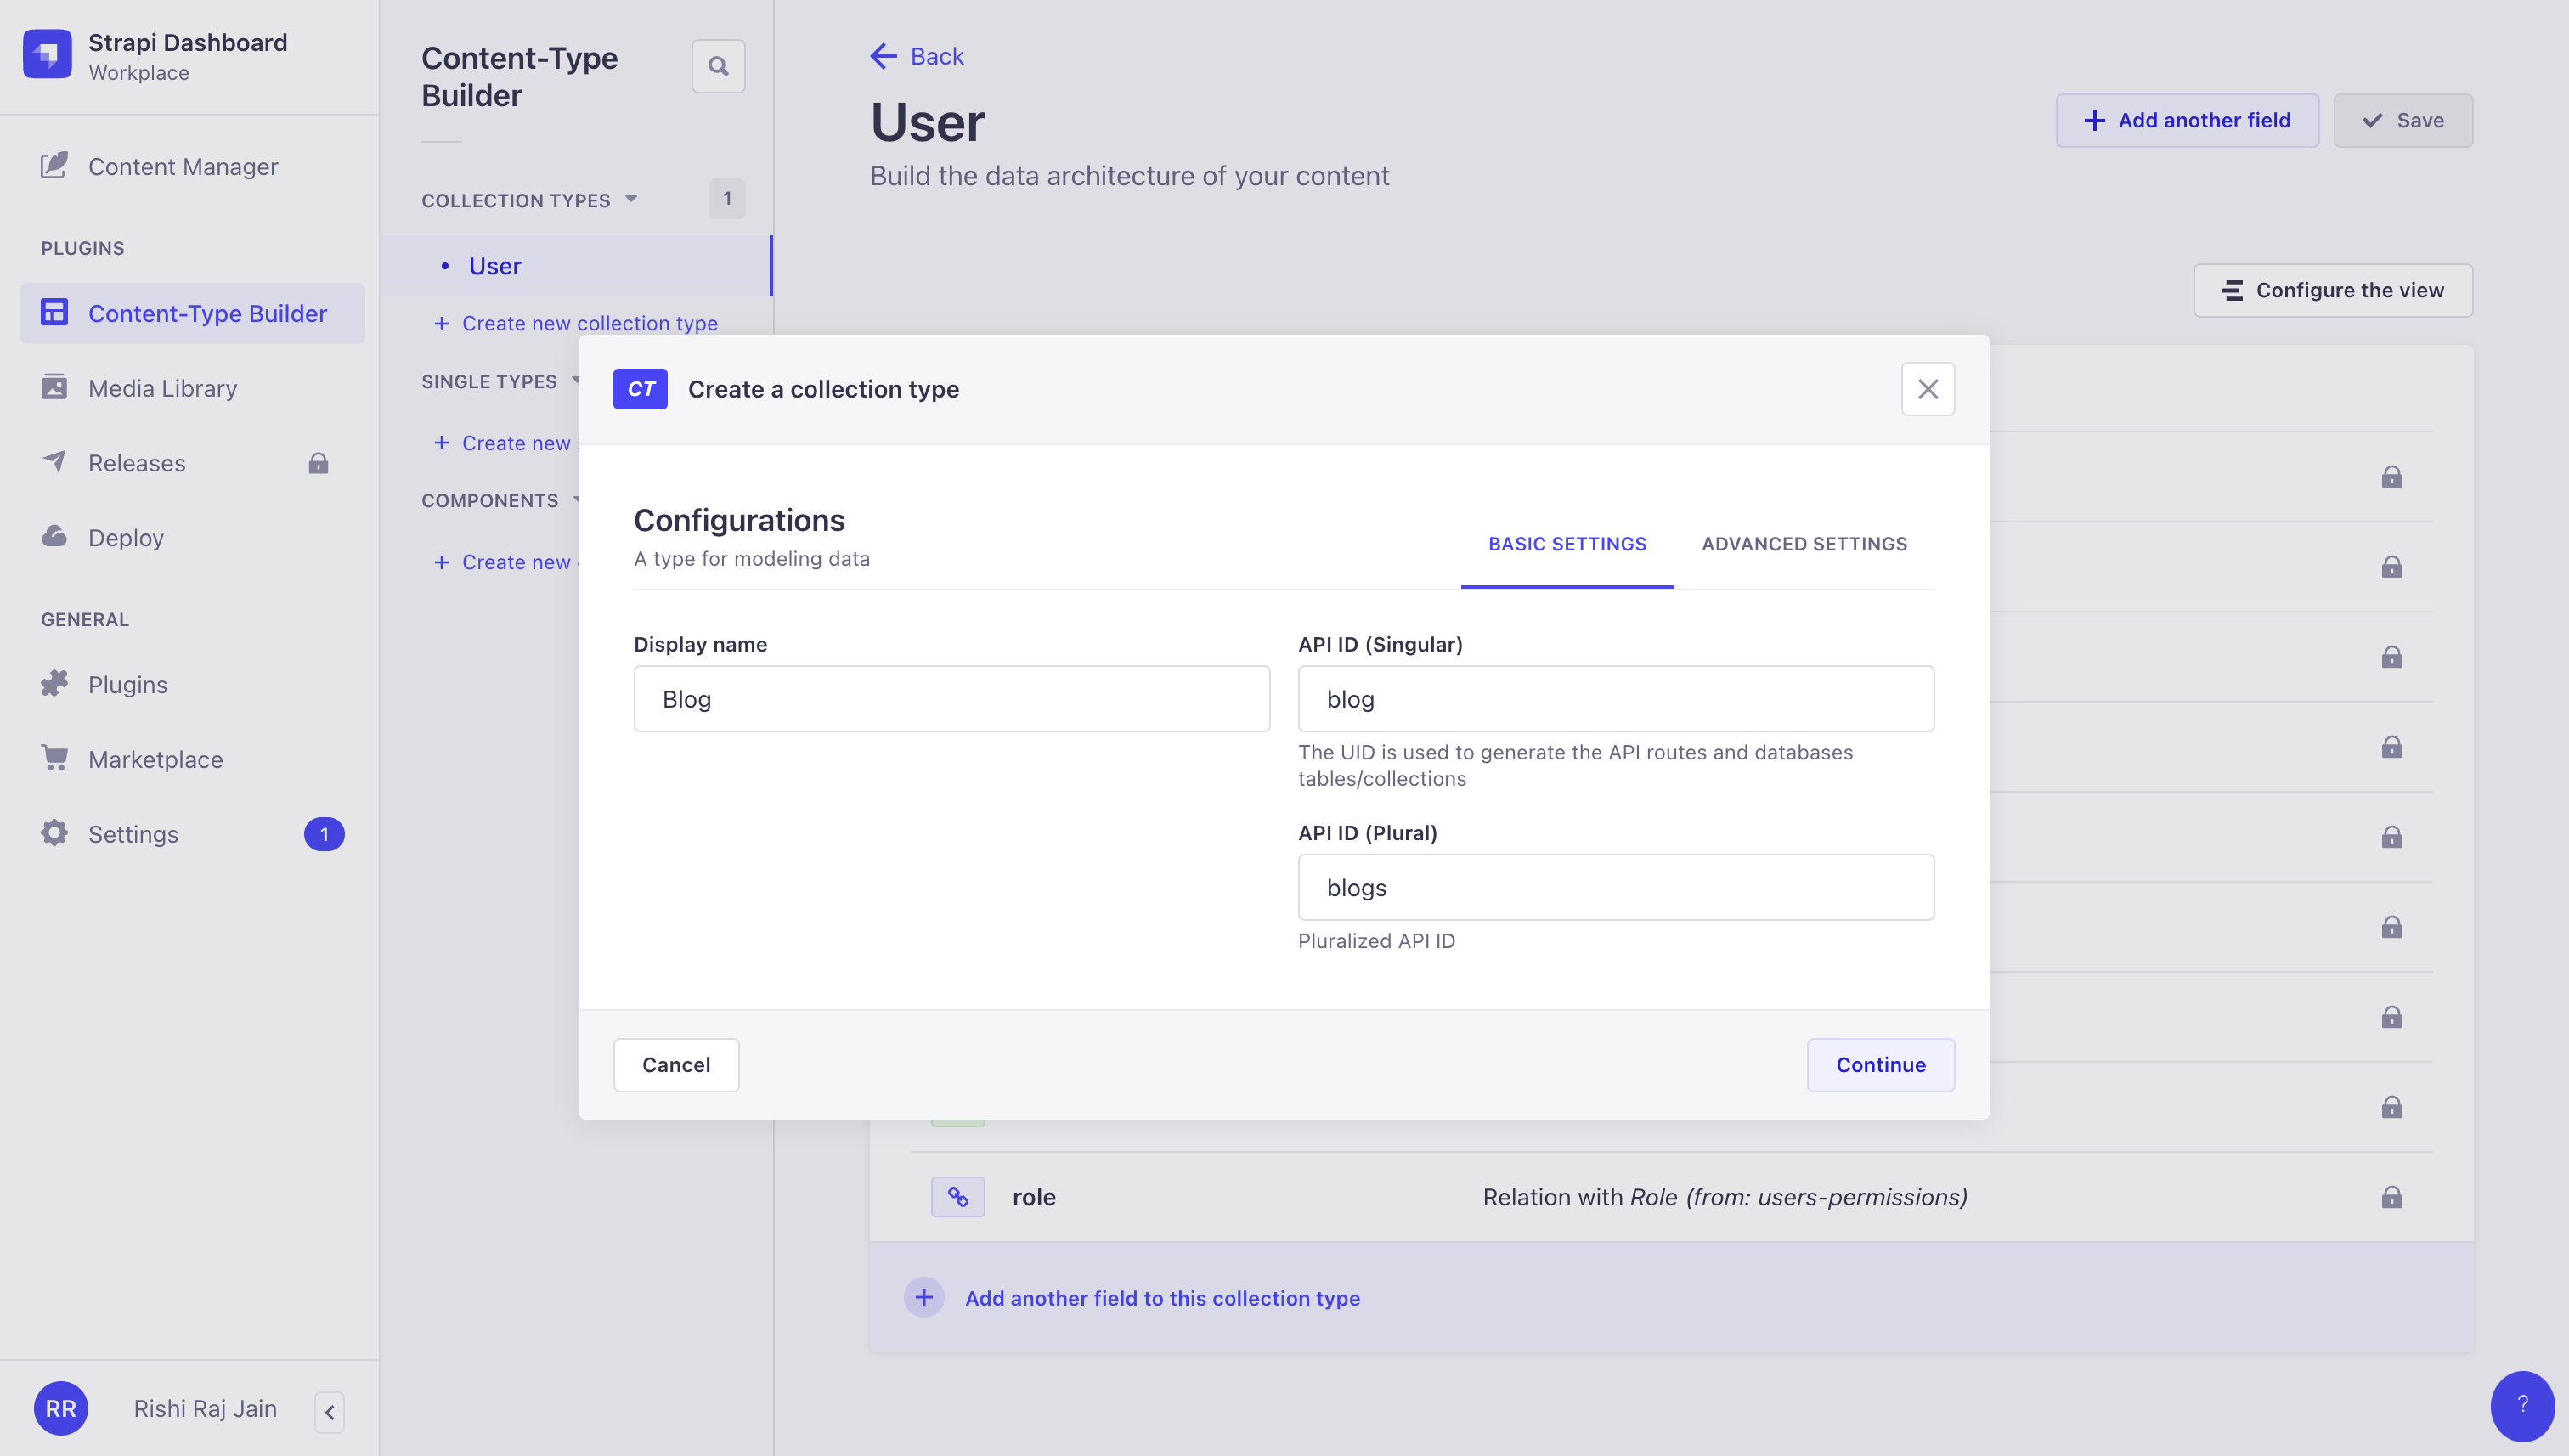 Strapi Dashboard
Workplace
Content Manager
PLUGINS
Content-Type Builder
Media Library
Releases
Deploy
GENERAL
Plugins
Marketplace
Settings
1
RR
Rishi Raj Jain
Content-Type
Builder
COLLECTION TYPES
1
User
Create new collection type
SINGLE TYPES
Create new
COMPONENTS
Create new
Back
User
Build the data architecture of your content
Add another field
Save
Configure the view
CT
Create a collection type
Configurations
A type for modeling data
BASIC SETTINGS
ADVANCED SETTINGS
Display name
Blog
API ID (Singular)
blog
The UID is used to generate the API routes and databases
tables/collections
API ID (Plural)
blogs
Pluralized API ID
Cancel
Continue
role
Relation with Role (from: users-permissions)
Add another field to this collection type
?